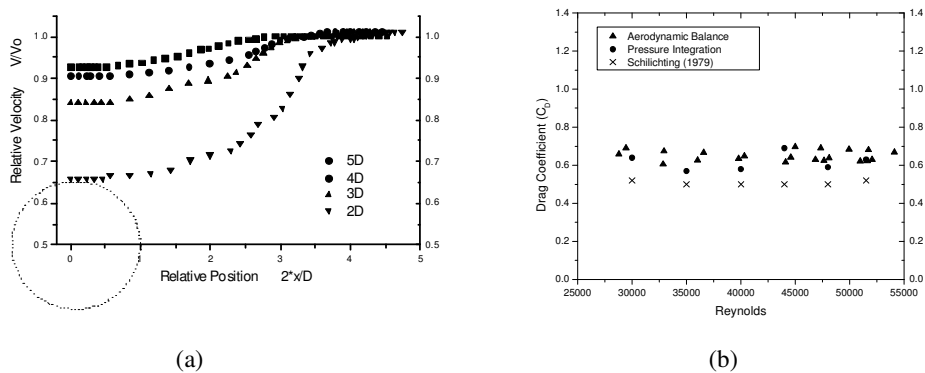 Relative Velocity V/Vo
1.0
0.9
0.8
0.7
0.6
0.5
1.0
0.9
0.8
0.7
0.6
0.5
5D
4D
3D
2D
0 1 2 3 4 5
Relative Position 2*x/D
(a)
Drag Coefficient (CD)
1.4
1.2
1.0
0.8
0.6
0.4
0.2
0.0
Aerodynamic Balance
Pressure Integration
Schilichting (1979)
1.4
1.2
1.0
0.8
0.6
0.4
0.2
0.0
25000 30000 35000 40000 45000 50000 55000
Reynolds
(b)